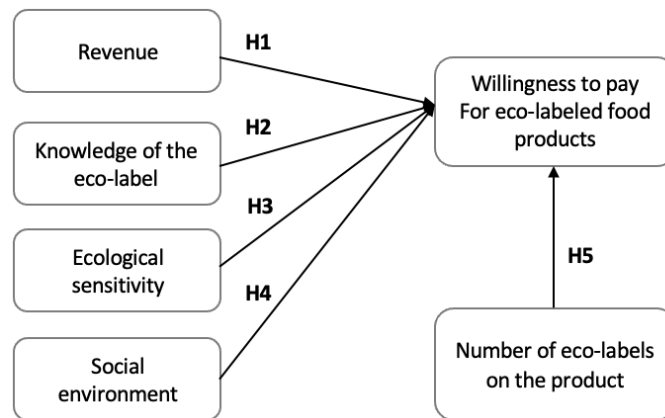 Revenue
H1
Knowledge of the
eco-label
H2
Ecological
sensitivity
H3
Social
environment
H4
Willingness to pay
For eco-labeled food
products
H5
Number of eco-labels
on the product